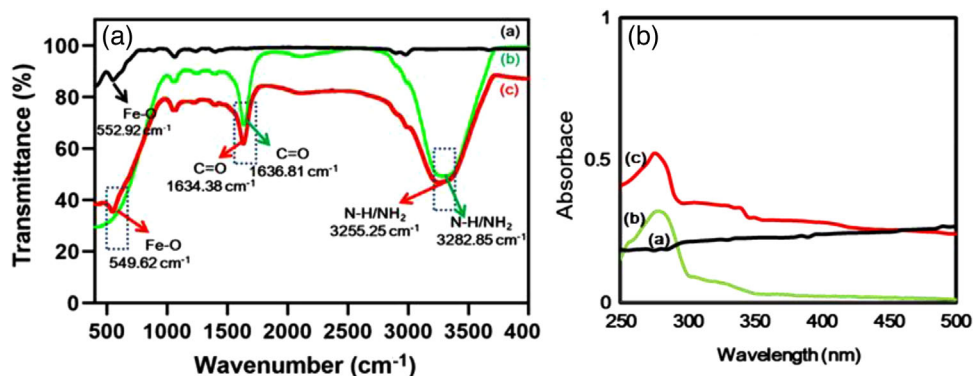 (a)
Transmittance (%)
100
80
60
40
20
0
(a)
(b)
(c)
Fe-O
552.92 cm-1
C=O
1634.38 cm-1
C=O
1636.81 cm-1
N-H/NH2
3255.25 cm-1
N-H/NH2
3282.85 cm-1
Fe-O
549.62 cm-1
500 1000 1500 2000 2500 3000 3500 400
Wavenumber (cm-1)
(b)
Absorbace
1
0.5
0
(c)
(b)
(a)
250 300 350 400 450 500
Wavelength (nm)